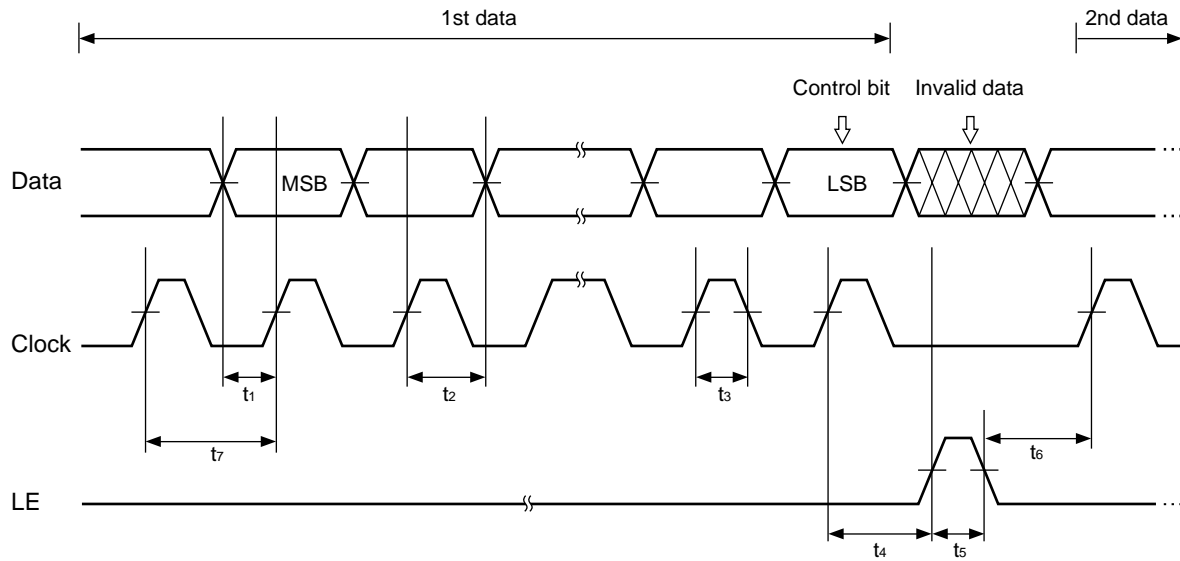 1st data
2nd data
Control bit
Invalid data
Data
MSB
LSB
Clock
t1
t2
t3
t7
t6
LE
t4
t5